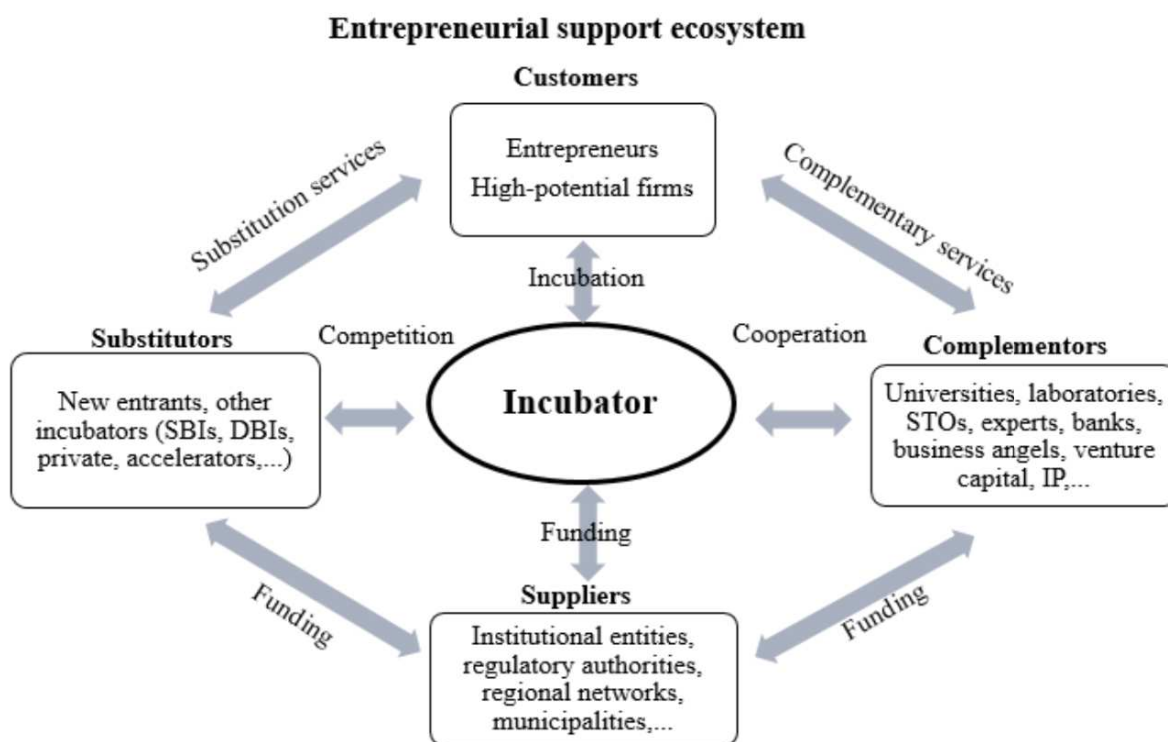 Entrepreneurial support ecosystem
Customers
Entrepreneurs
High-potential firms
Substitution services
Complementary services
Incubation
Substitutors
Competition
Cooperation
Complementors
New entrants, other
incubators (SBIs, DBIs,
private, accelerators,...)
Incubator
Universities, laboratories,
STOs, experts, banks,
business angels, venture
capital, IP,...
Funding
Funding
Funding
Suppliers
Institutional entities,
regulatory authorities,
regional networks,
municipalities,...